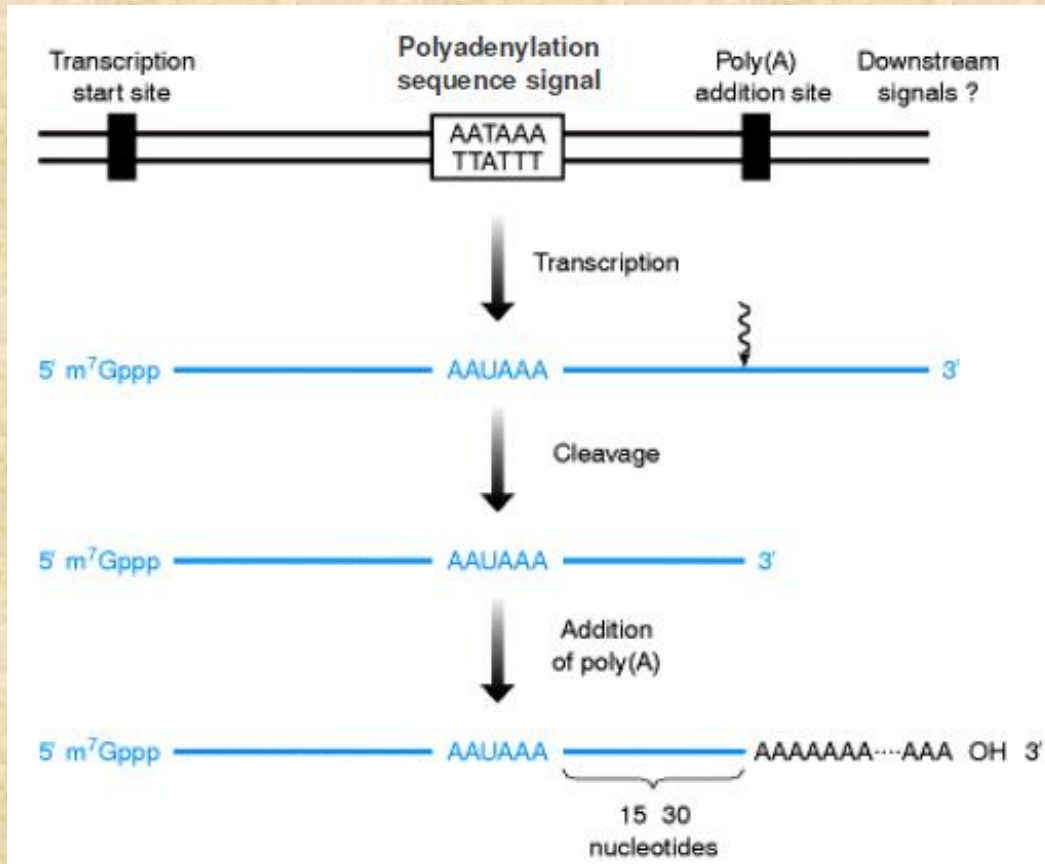 Transcription
start site
Polyadenylation
sequence signal
Poly(A)
addition site
Downstream
signals ?
AATAAA
TTATTT
Transcription
5' m⁷Gppp AAUAAA 3'
Cleavage
5' m⁷Gppp AAUAAA 3'
Addition
of poly(A)
5' m⁷Gppp AAUAAA AAAAAAA····AAA OH 3'
15 30
nucleotides